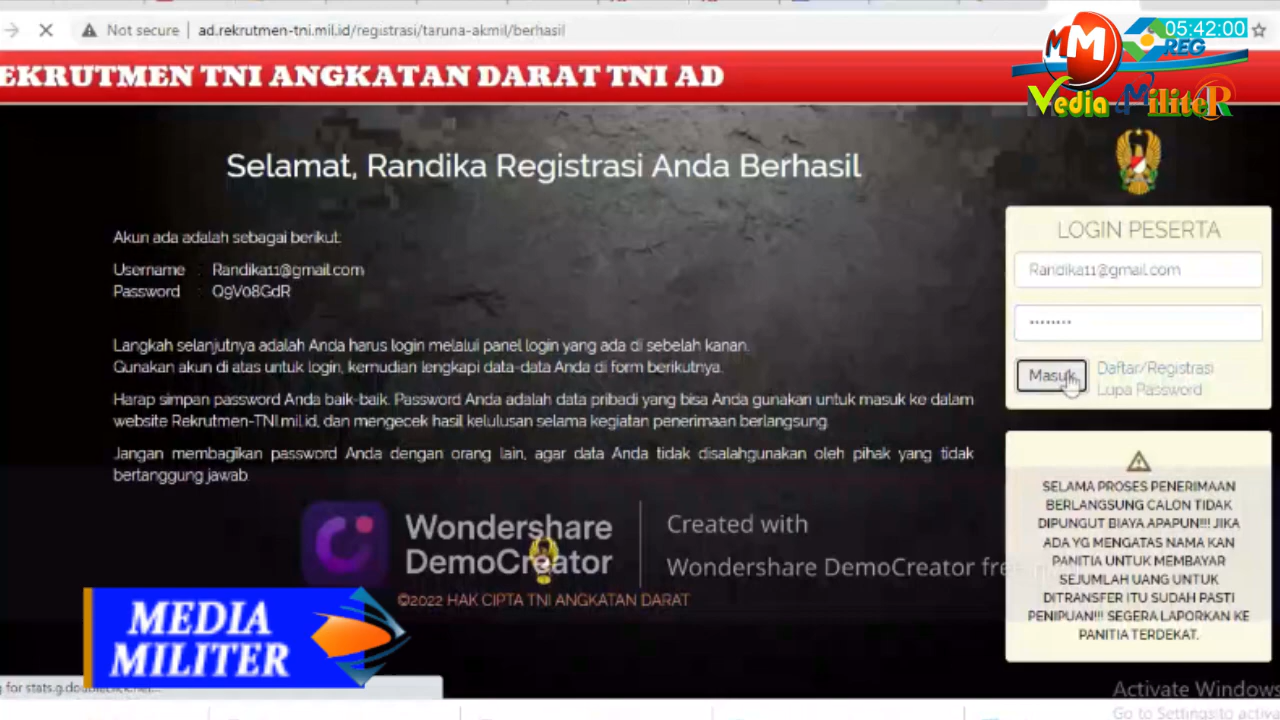 Not secure
ad.rekrutmen-tni.mil.id/registrasi/taruna-akmil/berhasil
05:42:00
REG
MM
Vedia MiliteR
EKRUTMEN TNI ANGKATAN DARAT TNI AD
Selamat, Randika Registrasi Anda Berhasil
Akun ada adalah sebagai berikut:
Username : Randika11@gmail.com
Password : Q9V08GdR
Langkah selanjutnya adalah Anda harus login melalui panel login yang ada di sebelah kanan.
Gunakan akun di atas untuk login, kemudian lengkapi data-data Anda di form berikutnya.
Harap simpan password Anda baik-baik. Password Anda adalah data pribadi yang bisa Anda gunakan untuk masuk ke dalam
website Rekrutmen-TNI.mil.id, dan mengecek hasil kelulusan selama kegiatan penerimaan berlangsung.
Jangan membagikan password Anda dengan orang lain, agar data Anda tidak disalahgunakan oleh pihak yang tidak
bertanggung jawab.
LOGIN PESERTA
Randika11@gmail.com
Masuk
Daftar/Registrasi
Lupa Password
SELAMA PROSES PENERIMAAN
BERLANGSUNG CALON TIDAK
DIPUNGUT BIAYA APAPUN!!! JIKA
ADA YG MENGATAS NAMA KAN
PANITIA UNTUK MEMBAYAR
SEJUMLAH UANG UNTUK
DITRANSFER ITU SUDAH PASTI
PENIPUAN!!! SEGERA LAPORKAN KE
PANITIA TERDEKAT.
Wondershare
DemoCreator
Created with
Wondershare DemoCreator
©2022 HAK CIPTA TNI ANGKATAN DARAT
MEDIA
MILITER
Activate Windows
Go to Settings to activa